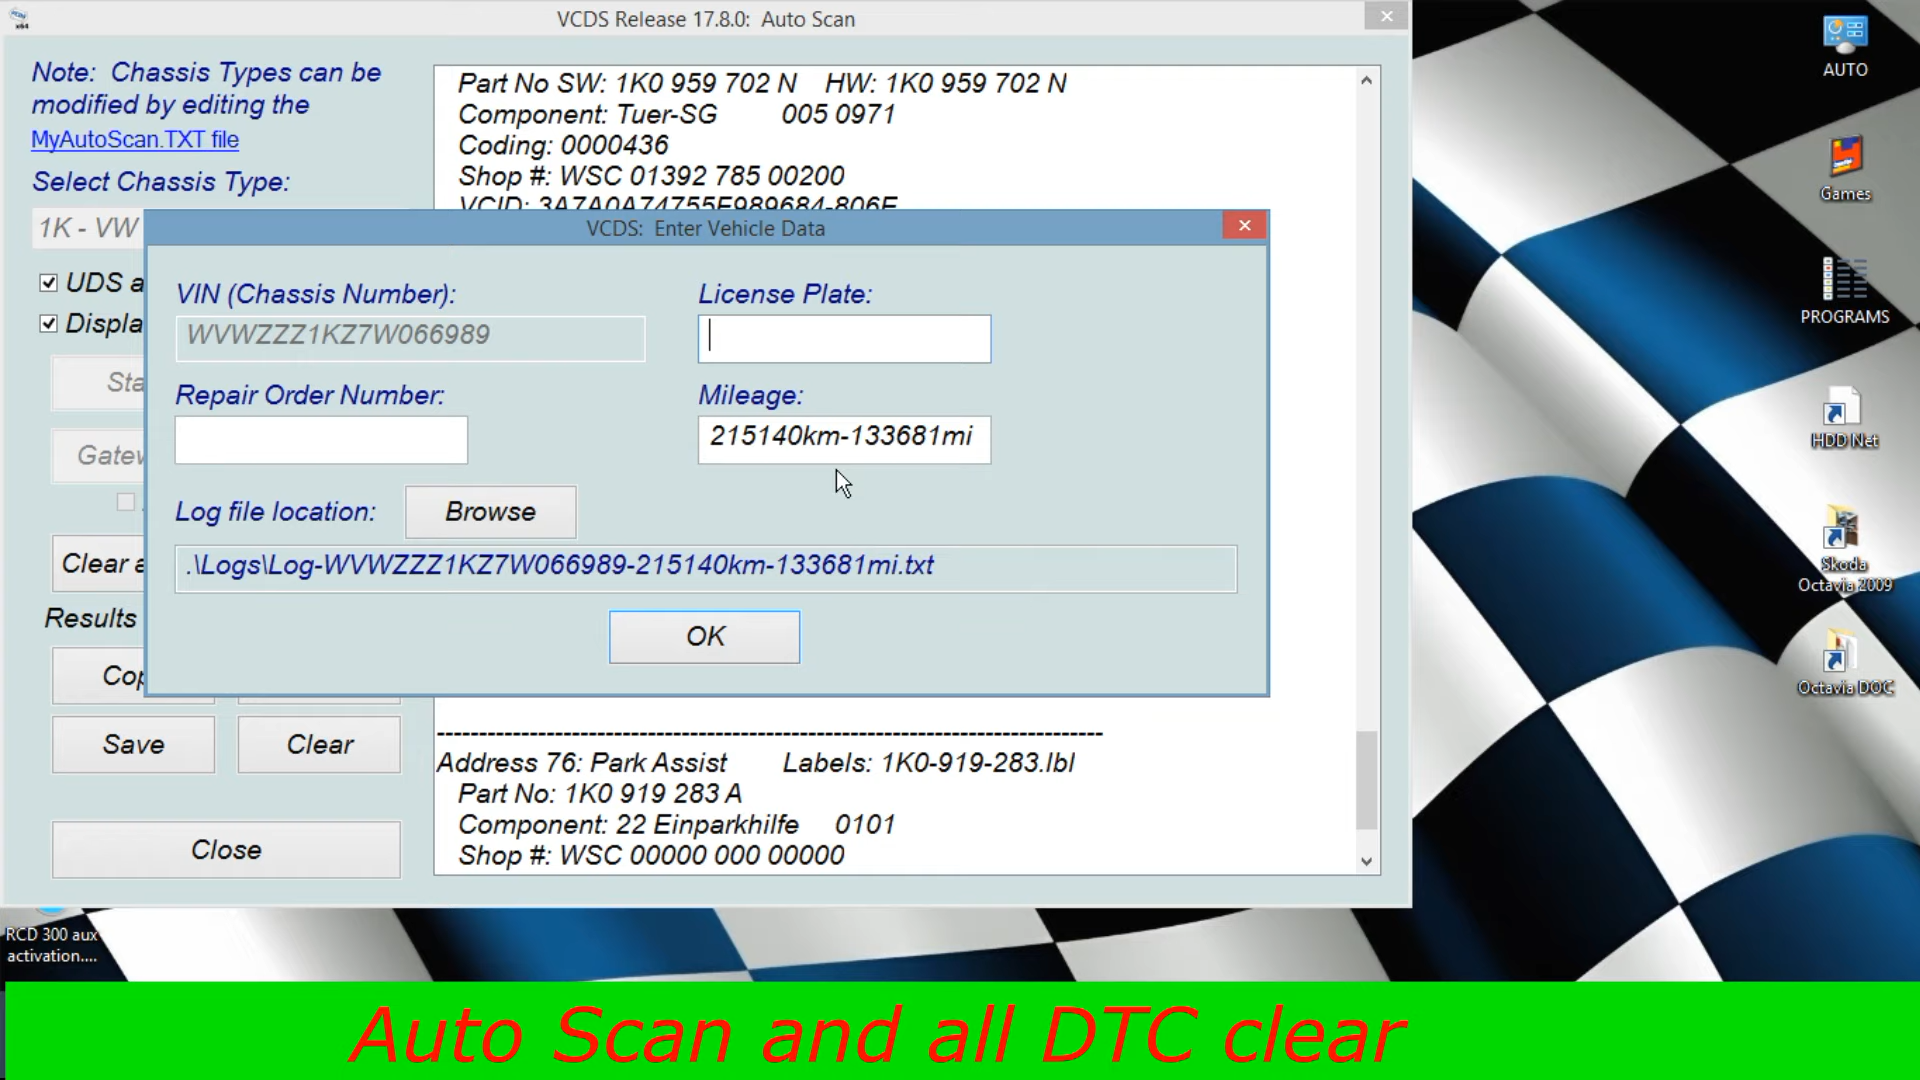 VCDS Release 17.8.0:  Auto Scan
Note:  Chassis Types can be
modified by editing the
MyAutoScan.TXT file
Select Chassis Type:
1K - VW
UDS a
Displa
Sta
Gatew
Clear a
Results
Cop
Save
Clear
Close
Part No SW: 1K0 959 702 N    HW: 1K0 959 702 N
Component: Tuer-SG         005 0971
Coding: 0000436
Shop #: WSC 01392 785 00200
VCID: 3A7A0A74755F989684-806E
VCDS:  Enter Vehicle Data
VIN (Chassis Number):
WVWZZZ1KZ7W066989
License Plate:
Repair Order Number:
Mileage:
215140km-133681mi
Log file location:
Browse
.\Logs\Log-WVWZZZ1KZ7W066989-215140km-133681mi.txt
OK
-------------------------------------------------------------------------------
Address 76: Park Assist        Labels: 1K0-919-283.lbl
Part No: 1K0 919 283 A
Component: 22 Einparkhilfe     0101
Shop #: WSC 00000 000 00000
AUTO
Games
PROGRAMS
HDD Net
Skoda
Octavia 2009
Octavia DOC
RCD 300 aux
activation....
Auto Scan and all DTC clear